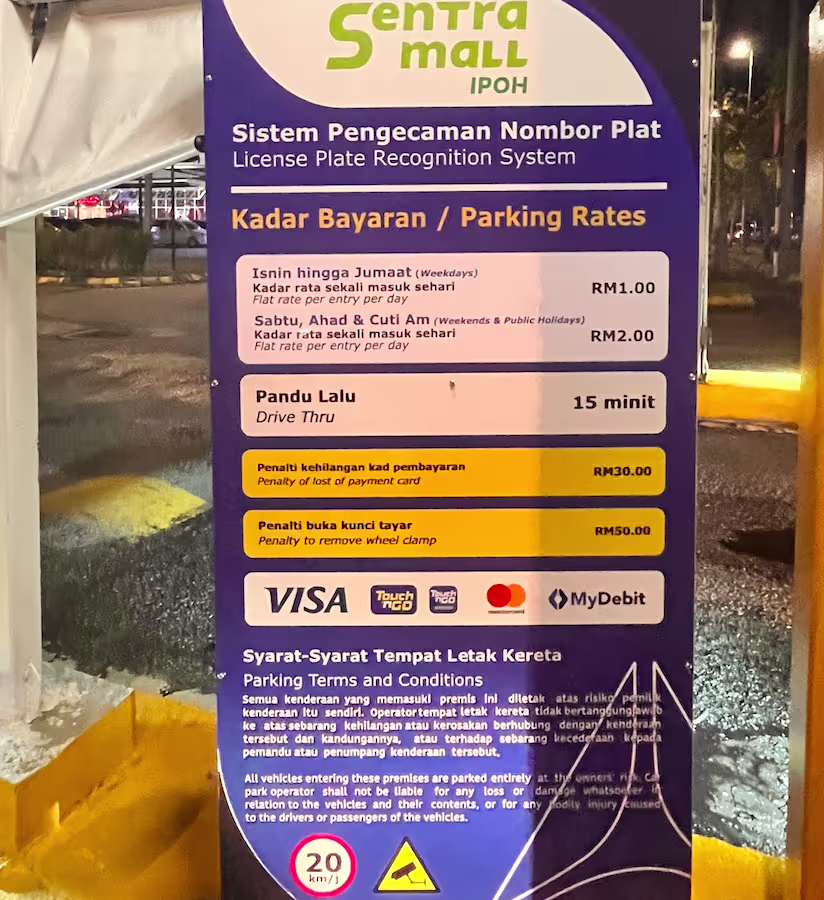 Sentra
mall
IPOH
Sistem Pengecaman Nombor Plat
License Plate Recognition System
Kadar Bayaran / Parking Rates
Isnin hingga Jumaat (Weekdays)
Kadar rata sekali masuk sehari
Flat rate per entry per day
RM1.00
Sabtu, Ahad & Cuti Am (Weekends & Public Holidays)
Kadar rata sekali masuk sehari
Flat rate per entry per day
RM2.00
Pandu Lalu
Drive Thru
15 minit
Penalti kehilangan kad pembayaran
Penalty of lost of payment card
RM30.00
Penalti buka kunci tayar
Penalty to remove wheel clamp
RM50.00
VISA Touch 'nGO Touch 'nGO mastercard MyDebit
Syarat-Syarat Tempat Letak Kereta
Parking Terms and Conditions
Semua kenderaan yang memasuki premis ini diletak atas risiko pemilik
kenderaan itu sendiri. Operator tempat letak kereta tidak bertanggungjawab
ke atas sebarang kehilangan atau kerosakan berhubung dengan kenderaan
tersebut dan kandungannya, atau terhadap sebarang kecederaan kepada
pemandu atau penumpang kenderaan tersebut.
All vehicles entering these premises are parked entirely at the owners' risk. Car
park operator shall not be liable for any loss or damage whatsoever in
relation to the vehicles and their contents, or for any bodily injury caused
to the drivers or passengers of the vehicles.
20
km/j